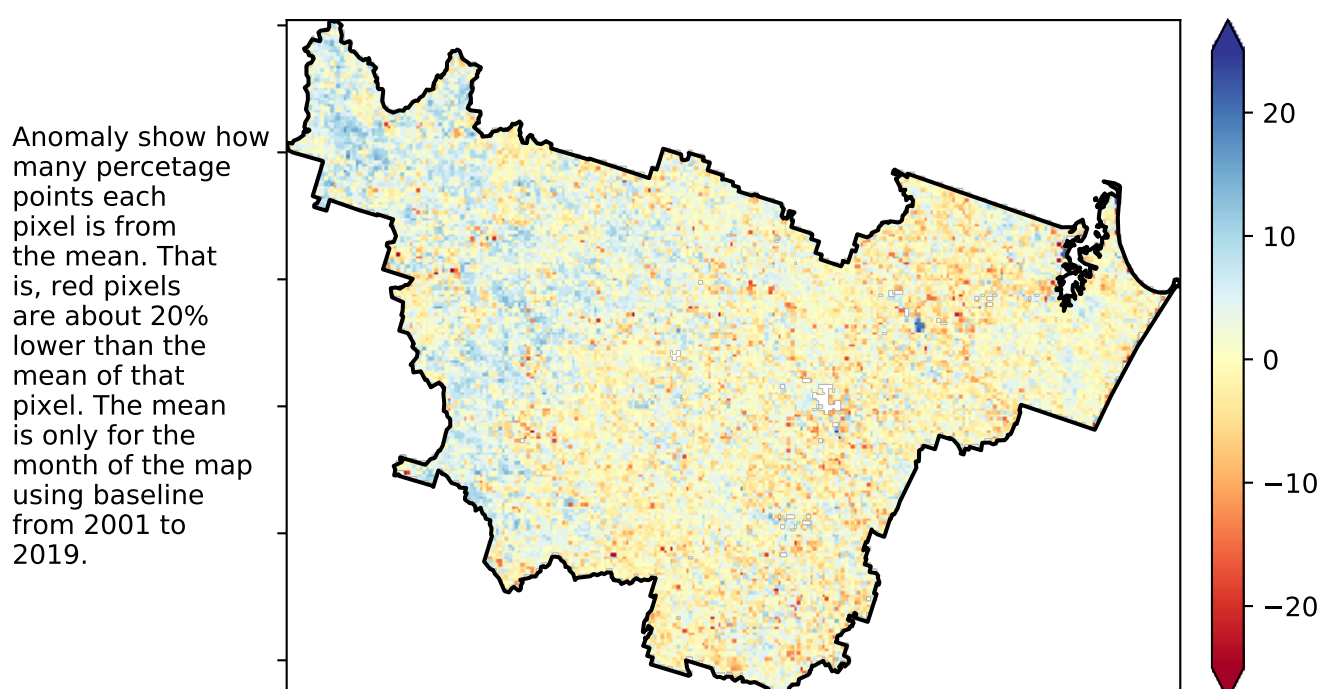 Anomaly show how
many percetage
points each
pixel is from
the mean. That
is, red pixels
are about 20%
lower than the
mean of that
pixel. The mean
is only for the
month of the map
using baseline
from 2001 to
2019.
20
10
0
−10
−20